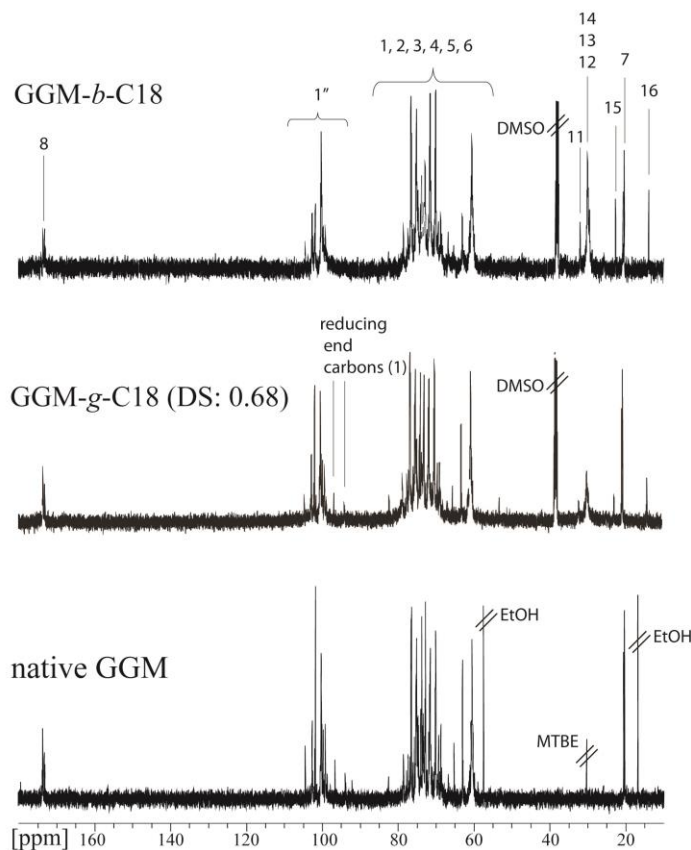 14
1, 2, 3, 4, 5, 6
13
7
12
GGM-b-C18
1″
16
15
DMSO
11
8
reducing
end
carbons (1)
GGM-g-C18 (DS: 0.68)
DMSO
EtOH
EtOH
native GGM
MTBE
[ppm] 160 140 120 100 80 60 40 20